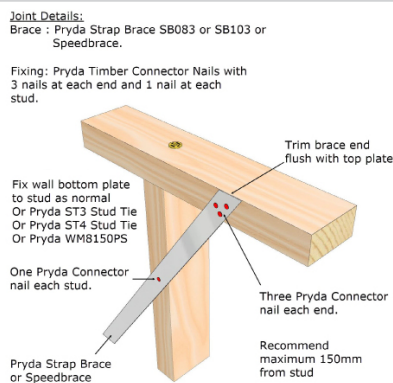 Joint Details:
Brace : Pryda Strap Brace SB083 or SB103 or
Speedbrace.
Fixing: Pryda Timber Connector Nails with
3 nails at each end and 1 nail at each
stud.
Trim brace end
flush with top plate
Fix wall bottom plate
to stud as normal
Or Pryda ST3 Stud Tie
Or Pryda ST4 Stud Tie
Or Pryda WM8150PS
One Pryda Connector
nail each stud.
Three Pryda Connector
nail each end.
Recommend
maximum 150mm
from stud
Pryda Strap Brace
or Speedbrace